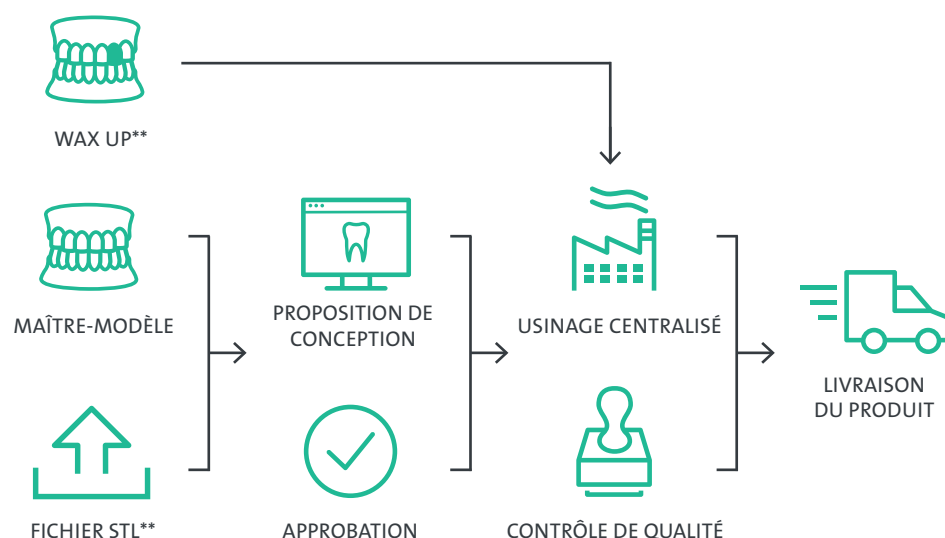 WAX UP**
MAÎTRE-MODÈLE
PROPOSITION DE
CONCEPTION
USINAGE CENTRALISÉ
LIVRAISON
DU PRODUIT
FICHIER STL**
APPROBATION
CONTRÔLE DE QUALITÉ